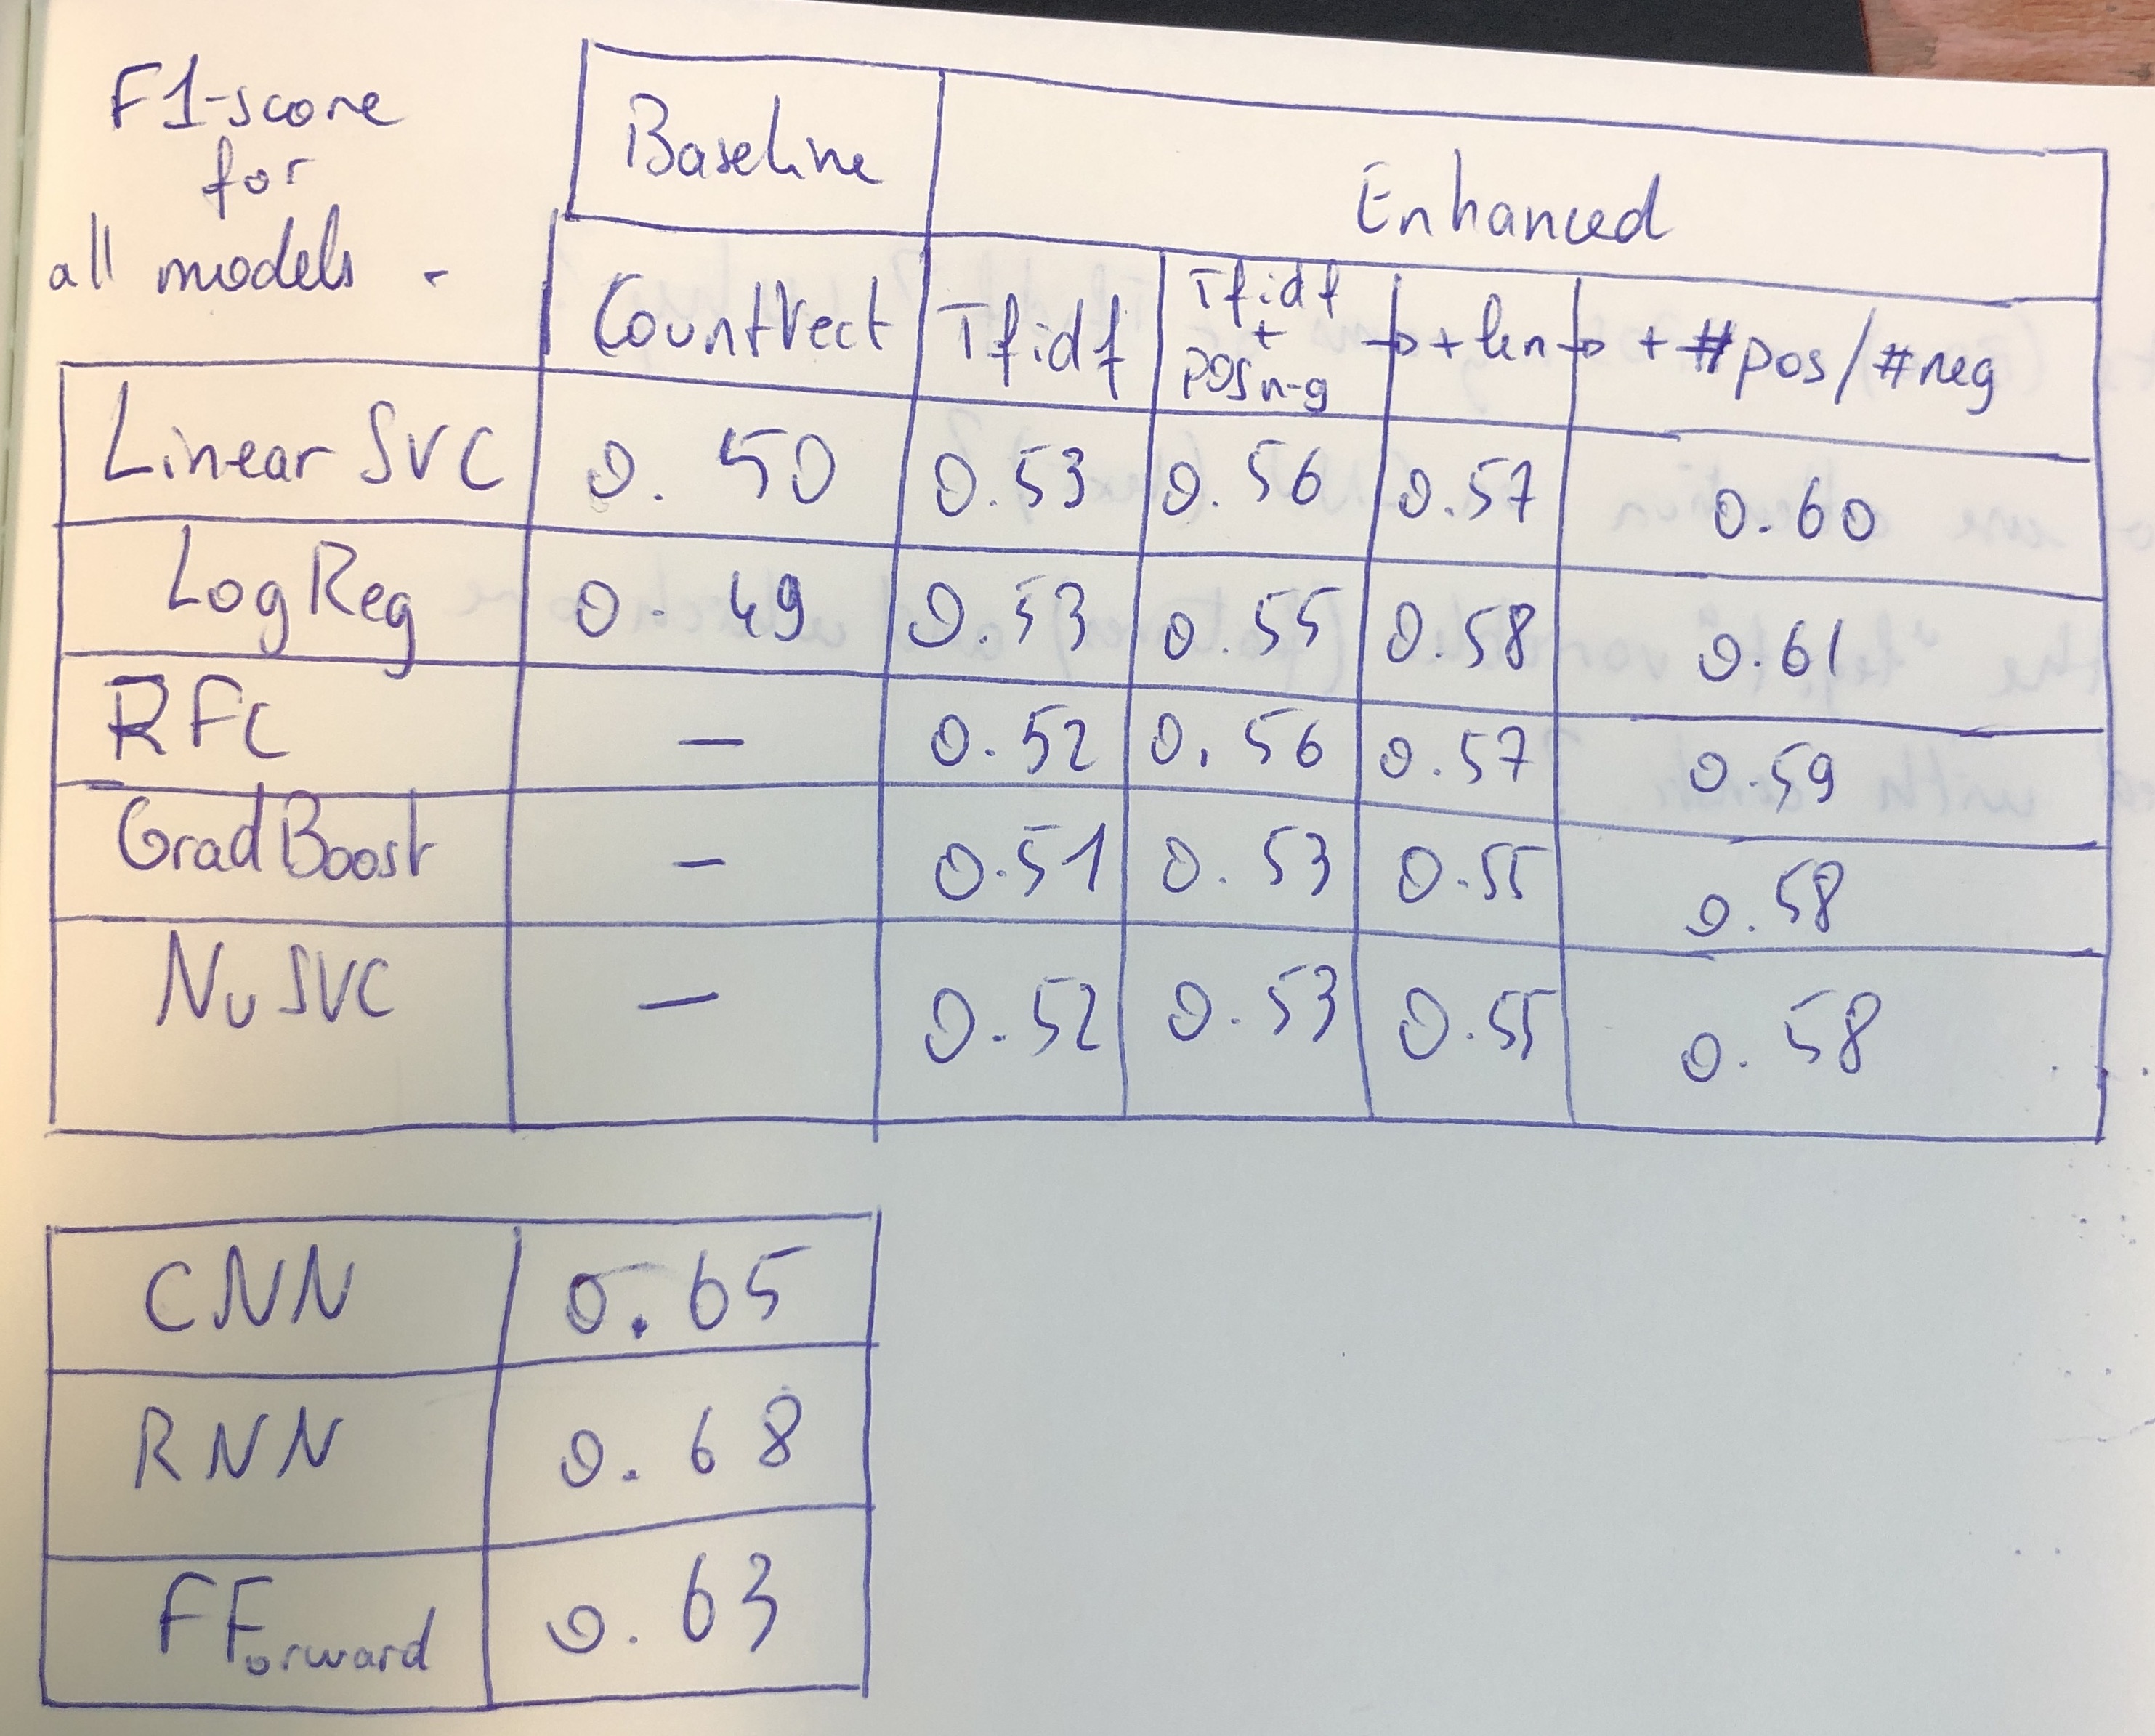 F1-score
for
all models -
Baseline Enhanced
CountVect Tfidf Tfidf + POS n-g → + len → + #pos/#neg
Linear SVC 0.50 0.53 0.56 0.57 0.60
LogReg 0.49 0.53 0.55 0.58 0.61
RFC — 0.52 0.56 0.57 0.59
GradBoost — 0.51 0.53 0.55 0.58
NuSVC — 0.52 0.53 0.55 0.58
CNN 0.65
RNN 0.68
FForward 0.63